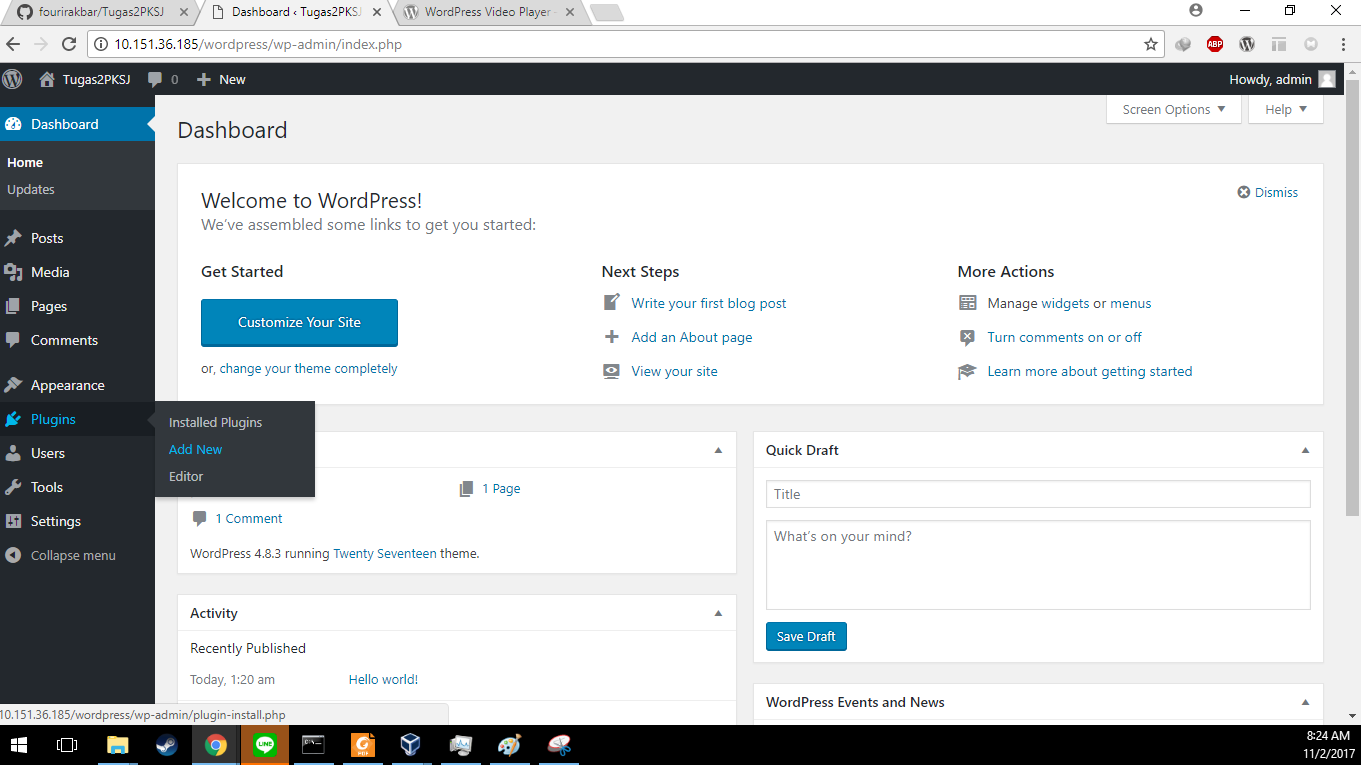 fourirakbar/Tugas2PKSJ
Dashboard ‹ Tugas2PKSJ
WordPress Video Player
10.151.36.185/wordpress/wp-admin/index.php
ABP
Tugas2PKSJ
0
New
Howdy, admin
Dashboard
Home
Updates
Posts
Media
Pages
Comments
Appearance
Plugins
Users
Tools
Settings
Collapse menu
Installed Plugins
Add New
Editor
Screen Options
Help
Dashboard
Welcome to WordPress!
We've assembled some links to get you started:
Dismiss
Get Started
Customize Your Site
or, change your theme completely
Next Steps
Write your first blog post
Add an About page
View your site
More Actions
Manage widgets or menus
Turn comments on or off
Learn more about getting started
1 Page
1 Comment
WordPress 4.8.3 running Twenty Seventeen theme.
Activity
Recently Published
Today, 1:20 am
Hello world!
Quick Draft
Title
What's on your mind?
Save Draft
WordPress Events and News
10.151.36.185/wordpress/wp-admin/plugin-install.php
LINE
PDF
8:24 AM
11/2/2017